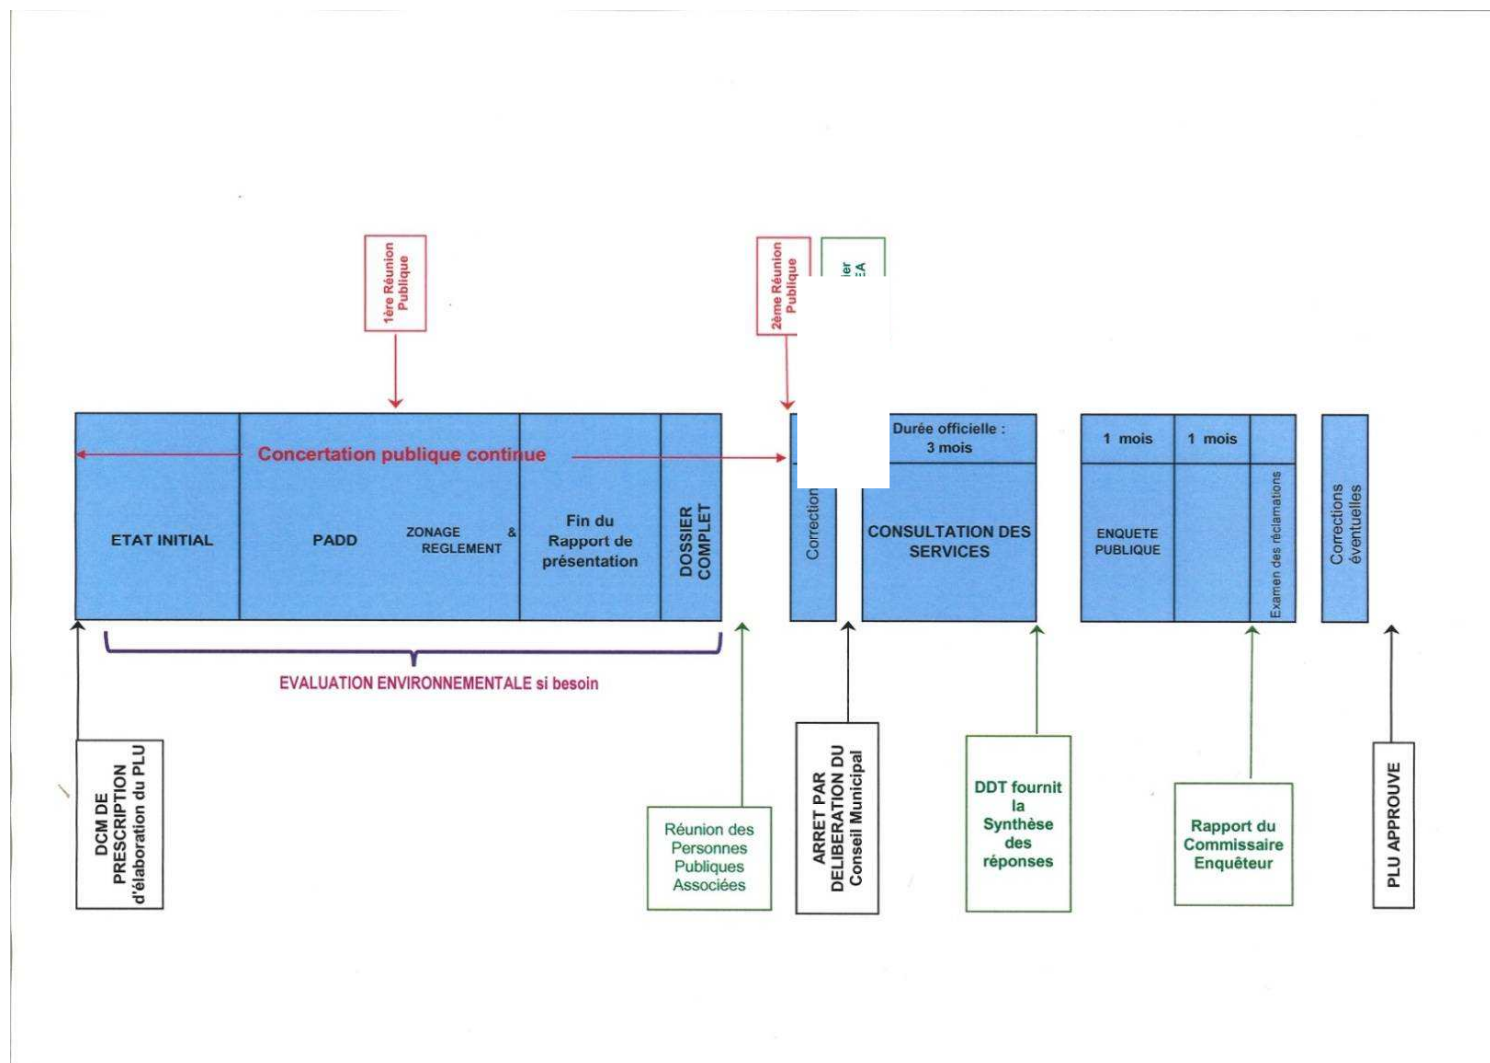 1ère Réunion
Publique
2ème Réunion
Publique
Concertation publique continue
ETAT INITIAL
PADD
ZONAGE &
REGLEMENT
Fin du
Rapport de
présentation
DOSSIER
COMPLET
Correction
Durée officielle :
3 mois
CONSULTATION DES
SERVICES
1 mois
1 mois
ENQUETE
PUBLIQUE
Examen des réclamations
Corrections
éventuelles
EVALUATION ENVIRONNEMENTALE si besoin
DCM DE
PRESCRIPTION
d'élaboration du PLU
Réunion des
Personnes
Publiques
Associées
ARRET PAR
DELIBERATION DU
Conseil Municipal
DDT fournit
la
Synthèse
des
réponses
Rapport du
Commissaire
Enquêteur
PLU APPROUVE